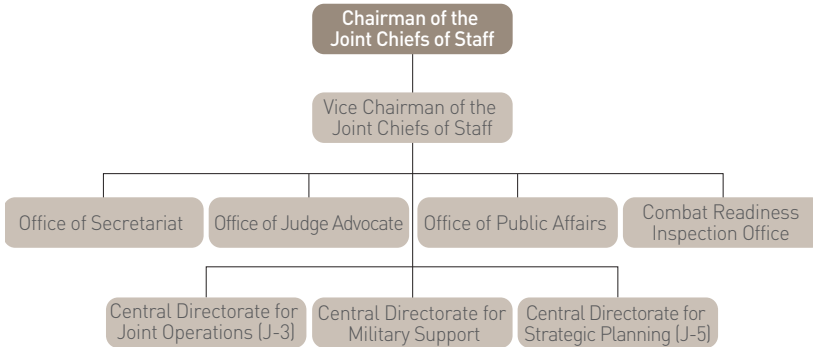 Chairman of the
Joint Chiefs of Staff
Vice Chairman of the
Joint Chiefs of Staff
Office of Secretariat
Office of Judge Advocate
Office of Public Affairs
Combat Readiness
Inspection Office
Central Directorate for
Joint Operations (J-3)
Central Directorate for
Military Support
Central Directorate for
Strategic Planning (J-5)